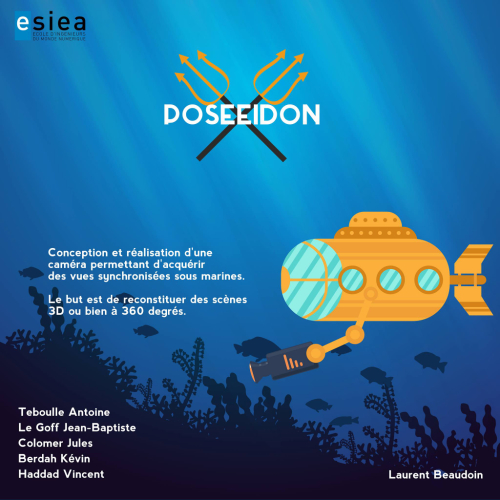 esiea
ÉCOLE D'INGÉNIEURS
DU MONDE NUMÉRIQUE
POSEEIDON
Conception et réalisation d'une
caméra permettant d'acquérir
des vues synchronisées sous marines.
Le but est de reconstituer des scènes
3D ou bien à 360 degrés.
Teboulle Antoine
Le Goff Jean-Baptiste
Colomer Jules
Berdah Kévin
Haddad Vincent
Laurent Beaudoin